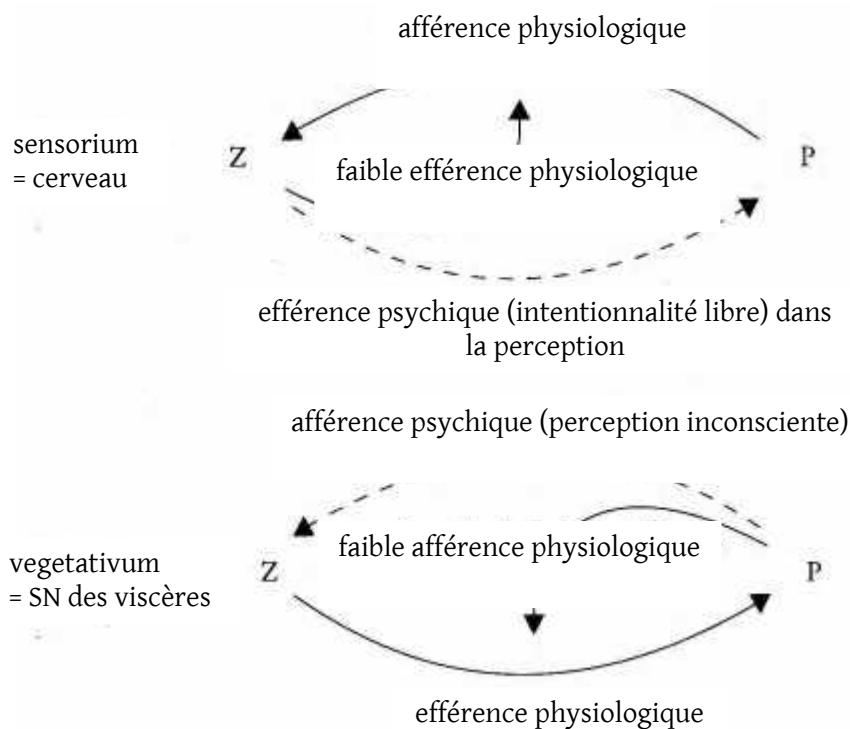 afférence physiologique
sensorium
= cerveau
Z
faible efférence physiologique
P
efférence psychique (intentionnalité libre) dans
la perception
afférence psychique (perception inconsciente)
vegetativum
= SN des viscères
Z
faible afférence physiologique
P
efférence physiologique